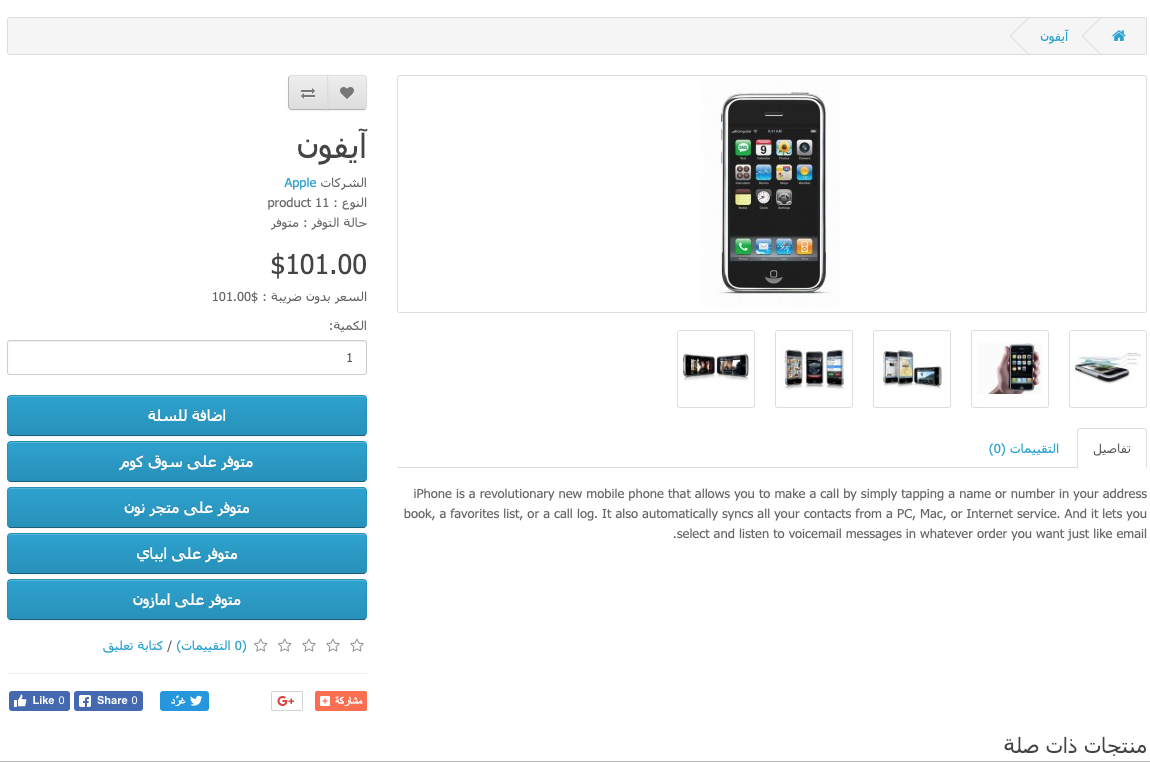 آيفون
آيفون
الشركات Apple
النوع : product 11
حالة التوفر : متوفر
$101.00
السعر بدون ضريبة : $101.00
الكمية:
1
اضافة للسلة
متوفر على سوق كوم
متوفر على متجر نون
متوفر على ايباي
متوفر على امازون
(0 التقييمات) / كتابة تعليق
مشاركة
G+
غرِّد
Share 0
Like 0
تفاصيل
التقييمات (0)
iPhone is a revolutionary new mobile phone that allows you to make a call by simply tapping a name or number in your address
book, a favorites list, or a call log. It also automatically syncs all your contacts from a PC, Mac, or Internet service. And it lets you
.select and listen to voicemail messages in whatever order you want just like email
منتجات ذات صلة